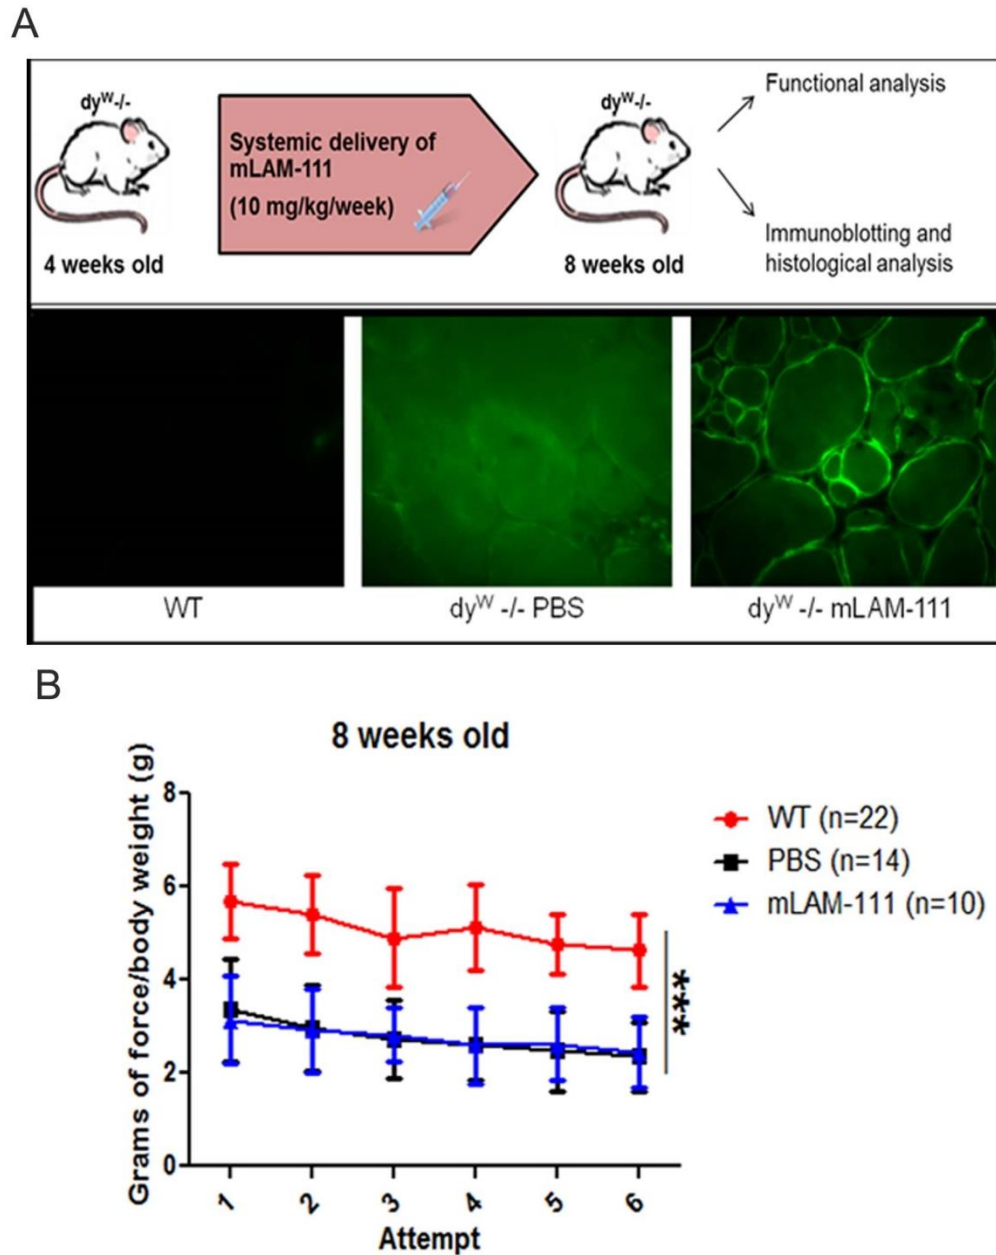 A
dyᵂ-/-
Systemic delivery of
mLAM-111
(10 mg/kg/week)
dyᵂ-/-
Functional analysis
Immunoblotting and
histological analysis
4 weeks old
8 weeks old
WT
dyᵂ -/- PBS
dyᵂ -/- mLAM-111
B
8 weeks old
Grams of force/body weight (g)
8
6
4
2
0
1
2
3
4
5
6
Attempt
WT (n=22)
PBS (n=14)
mLAM-111 (n=10)
***